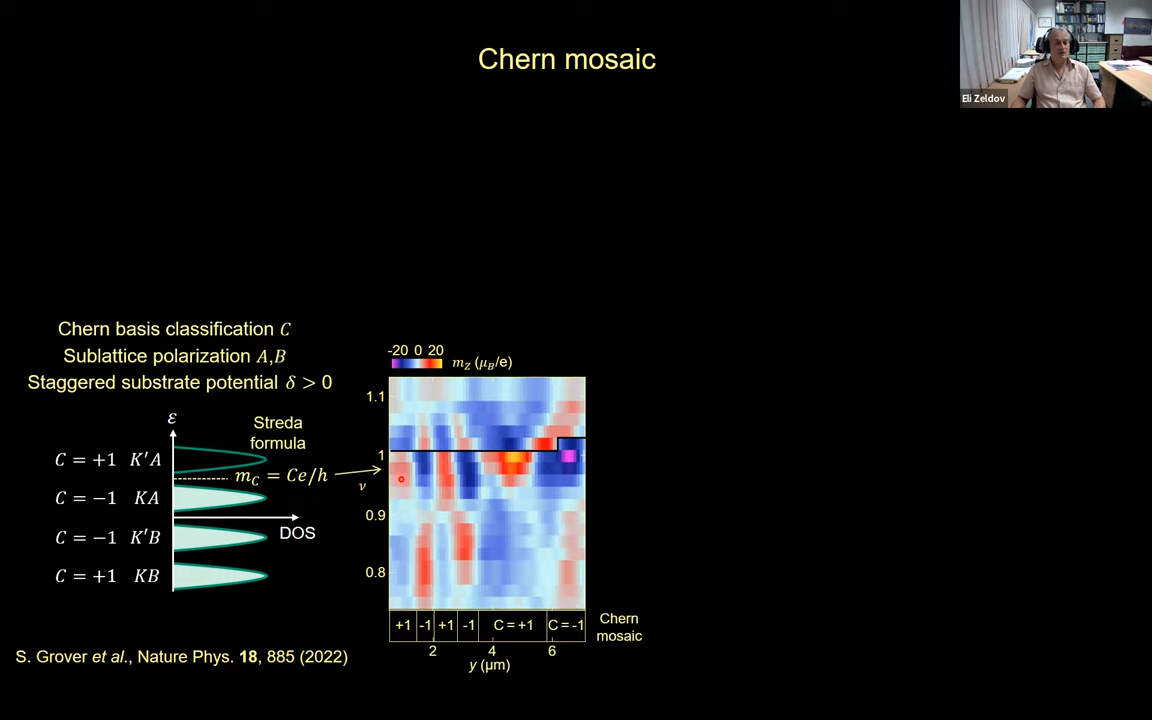 Chern mosaic
Eli Zeldov
Chern basis classification C
Sublattice polarization A,B
Staggered substrate potential δ > 0
ε
Streda
formula
C = +1 K′A
m_C = Ce/h
C = −1 KA
DOS
C = −1 K′B
C = +1 KB
-20 0 20
m_Z (μ_B/e)
1.1
1
ν
0.9
0.8
+1 -1 +1 -1 C = +1 C = -1
Chern
mosaic
2 4 6
y (μm)
S. Grover et al., Nature Phys. 18, 885 (2022)